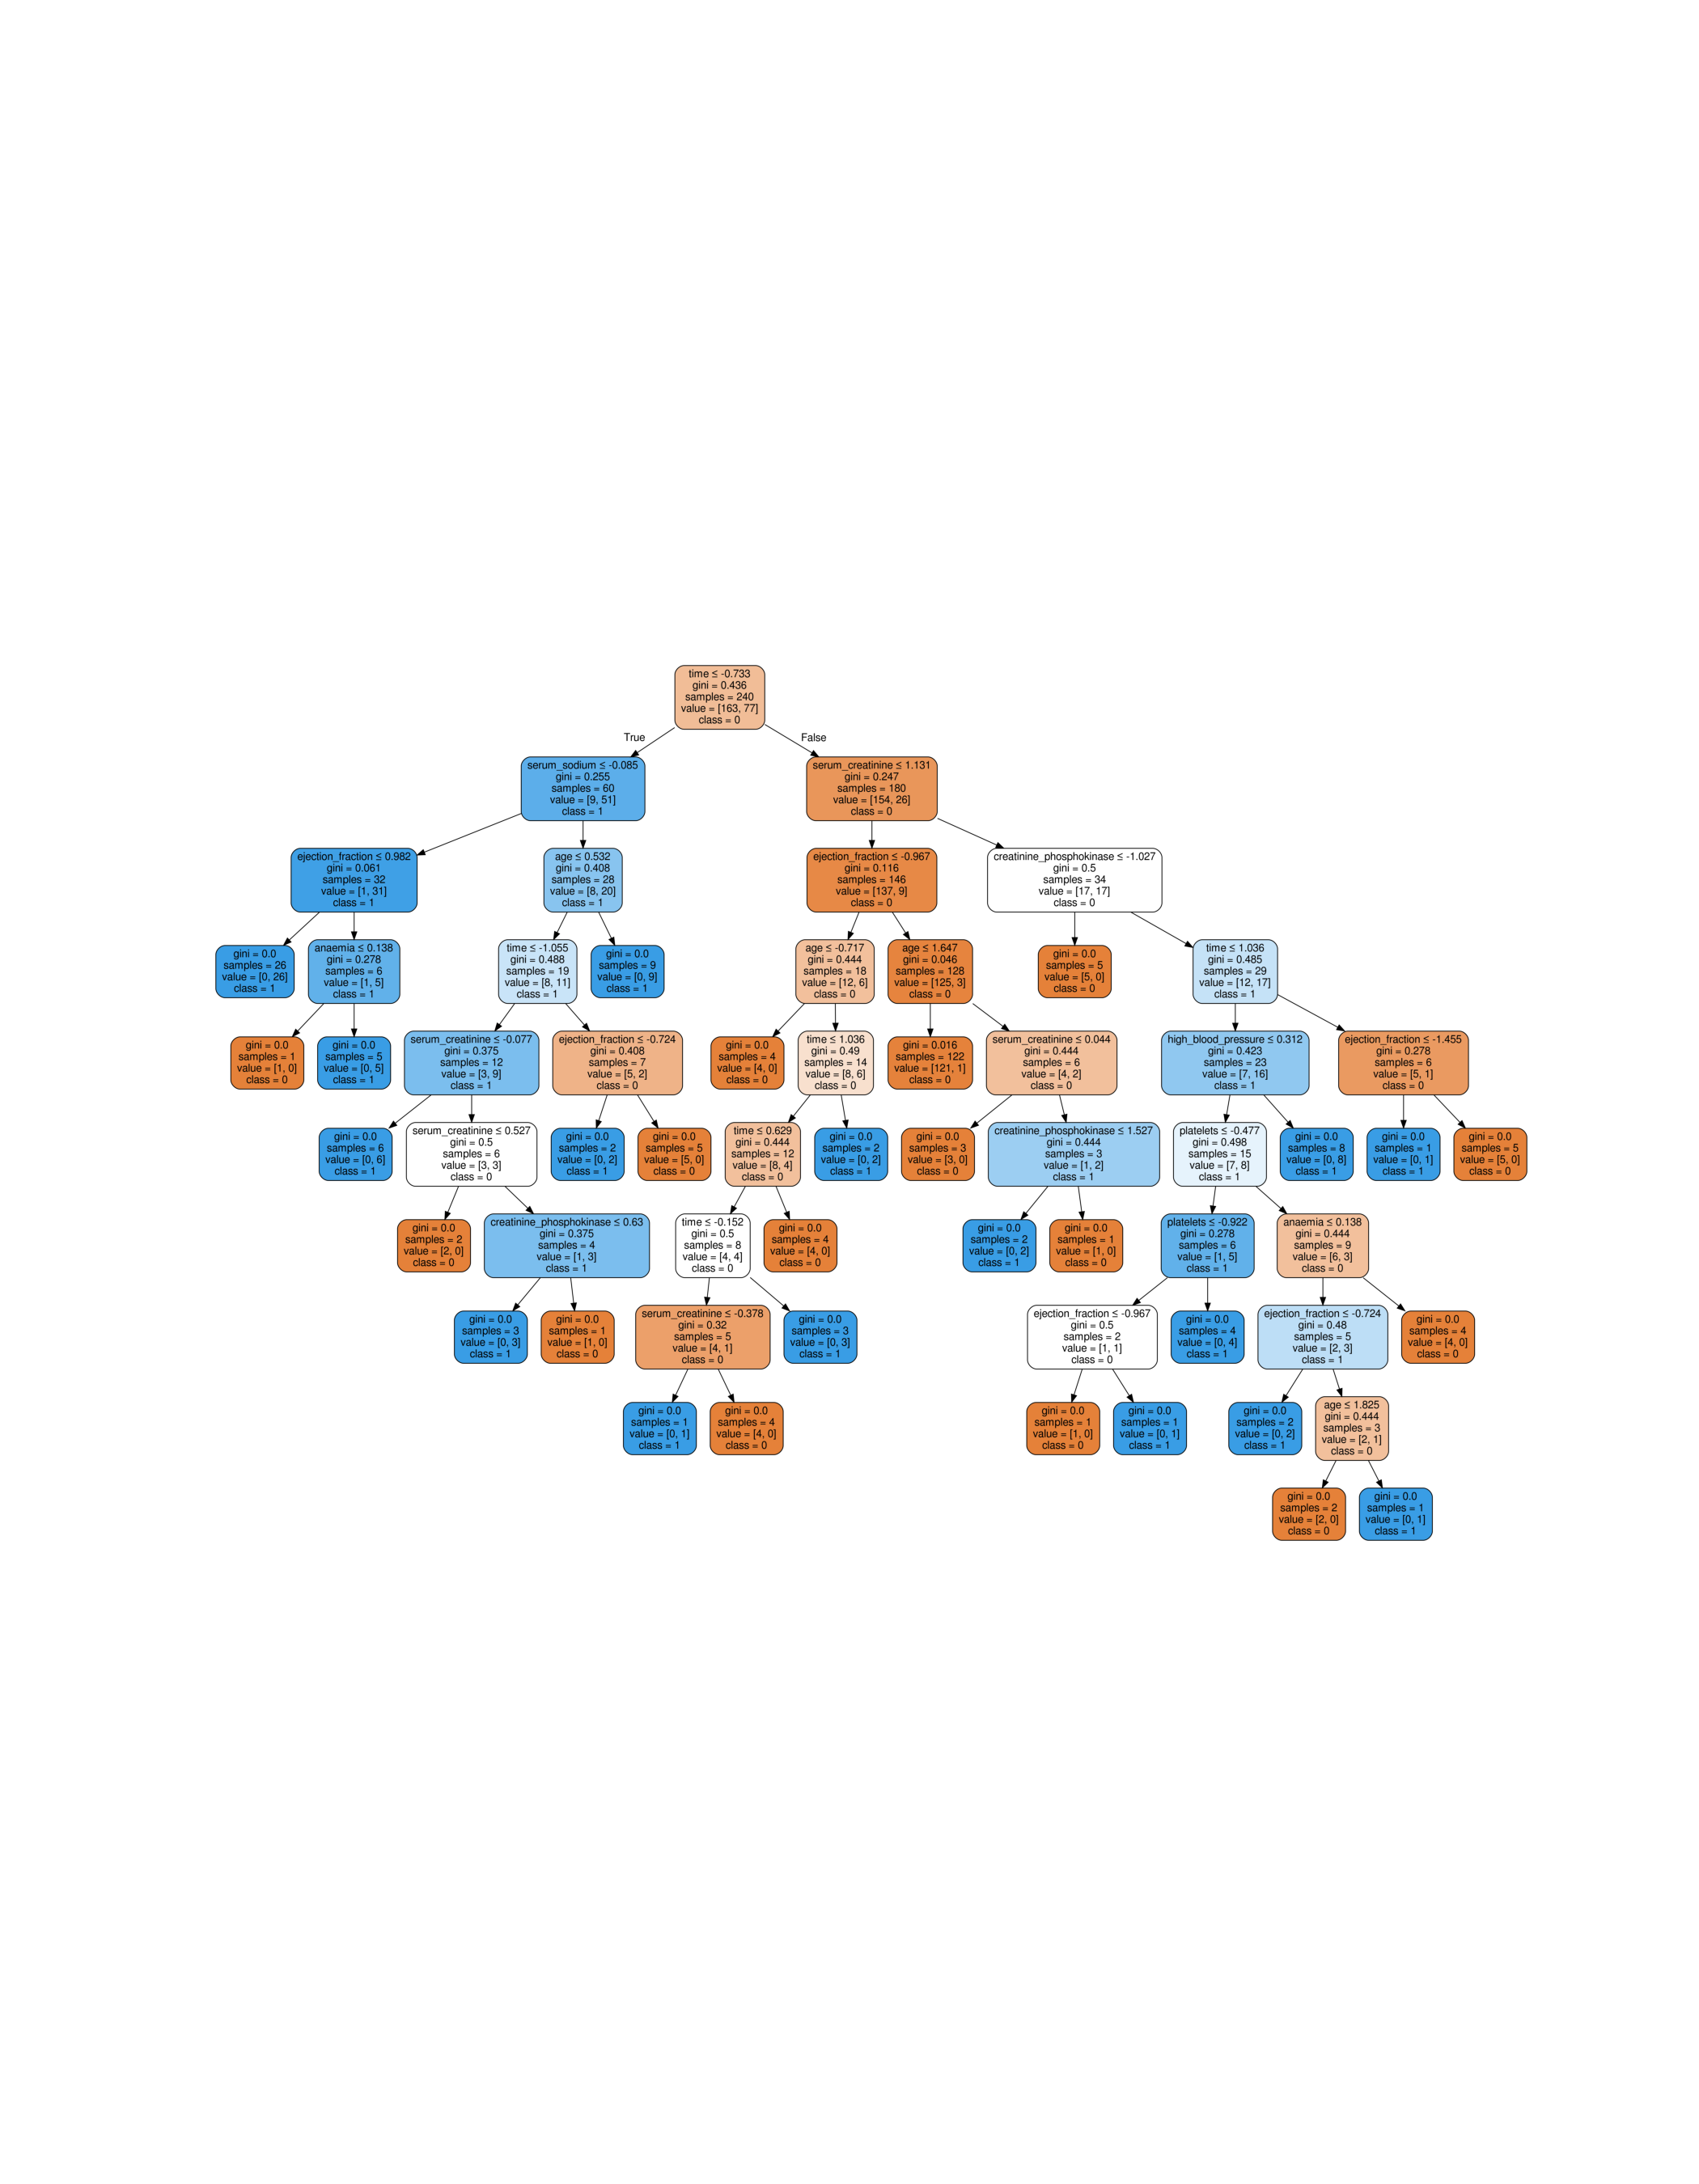 time ≤ -0.733
gini = 0.436
samples = 240
value = [163, 77]
class = 0
True
False
serum_sodium ≤ -0.085
gini = 0.255
samples = 60
value = [9, 51]
class = 1
serum_creatinine ≤ 1.131
gini = 0.247
samples = 180
value = [154, 26]
class = 0
ejection_fraction ≤ 0.982
gini = 0.061
samples = 32
value = [1, 31]
class = 1
age ≤ 0.532
gini = 0.408
samples = 28
value = [8, 20]
class = 1
ejection_fraction ≤ -0.967
gini = 0.116
samples = 146
value = [137, 9]
class = 0
creatinine_phosphokinase ≤ -1.027
gini = 0.5
samples = 34
value = [17, 17]
class = 0
gini = 0.0
samples = 26
value = [0, 26]
class = 1
anaemia ≤ 0.138
gini = 0.278
samples = 6
value = [1, 5]
class = 1
time ≤ -1.055
gini = 0.488
samples = 19
value = [8, 11]
class = 1
gini = 0.0
samples = 9
value = [0, 9]
class = 1
age ≤ -0.717
gini = 0.444
samples = 18
value = [12, 6]
class = 0
age ≤ 1.647
gini = 0.046
samples = 128
value = [125, 3]
class = 0
gini = 0.0
samples = 5
value = [5, 0]
class = 0
time ≤ 1.036
gini = 0.485
samples = 29
value = [12, 17]
class = 1
gini = 0.0
samples = 1
value = [1, 0]
class = 0
gini = 0.0
samples = 5
value = [0, 5]
class = 1
serum_creatinine ≤ -0.077
gini = 0.375
samples = 12
value = [3, 9]
class = 1
ejection_fraction ≤ -0.724
gini = 0.408
samples = 7
value = [5, 2]
class = 0
gini = 0.0
samples = 4
value = [4, 0]
class = 0
time ≤ 1.036
gini = 0.49
samples = 14
value = [8, 6]
class = 0
gini = 0.016
samples = 122
value = [121, 1]
class = 0
serum_creatinine ≤ 0.044
gini = 0.444
samples = 6
value = [4, 2]
class = 0
high_blood_pressure ≤ 0.312
gini = 0.423
samples = 23
value = [7, 16]
class = 1
ejection_fraction ≤ -1.455
gini = 0.278
samples = 6
value = [5, 1]
class = 0
gini = 0.0
samples = 6
value = [0, 6]
class = 1
serum_creatinine ≤ 0.527
gini = 0.5
samples = 6
value = [3, 3]
class = 0
gini = 0.0
samples = 2
value = [0, 2]
class = 1
gini = 0.0
samples = 5
value = [5, 0]
class = 0
time ≤ 0.629
gini = 0.444
samples = 12
value = [8, 4]
class = 0
gini = 0.0
samples = 2
value = [0, 2]
class = 1
gini = 0.0
samples = 3
value = [3, 0]
class = 0
creatinine_phosphokinase ≤ 1.527
gini = 0.444
samples = 3
value = [1, 2]
class = 1
platelets ≤ -0.477
gini = 0.498
samples = 15
value = [7, 8]
class = 1
gini = 0.0
samples = 8
value = [0, 8]
class = 1
gini = 0.0
samples = 1
value = [0, 1]
class = 1
gini = 0.0
samples = 5
value = [5, 0]
class = 0
gini = 0.0
samples = 2
value = [2, 0]
class = 0
creatinine_phosphokinase ≤ 0.63
gini = 0.375
samples = 4
value = [1, 3]
class = 1
time ≤ -0.152
gini = 0.5
samples = 8
value = [4, 4]
class = 0
gini = 0.0
samples = 4
value = [4, 0]
class = 0
gini = 0.0
samples = 2
value = [0, 2]
class = 1
gini = 0.0
samples = 1
value = [1, 0]
class = 0
platelets ≤ -0.922
gini = 0.278
samples = 6
value = [1, 5]
class = 1
anaemia ≤ 0.138
gini = 0.444
samples = 9
value = [6, 3]
class = 0
gini = 0.0
samples = 3
value = [0, 3]
class = 1
gini = 0.0
samples = 1
value = [1, 0]
class = 0
serum_creatinine ≤ -0.378
gini = 0.32
samples = 5
value = [4, 1]
class = 0
gini = 0.0
samples = 3
value = [0, 3]
class = 1
ejection_fraction ≤ -0.967
gini = 0.5
samples = 2
value = [1, 1]
class = 0
gini = 0.0
samples = 4
value = [0, 4]
class = 1
ejection_fraction ≤ -0.724
gini = 0.48
samples = 5
value = [2, 3]
class = 1
gini = 0.0
samples = 4
value = [4, 0]
class = 0
gini = 0.0
samples = 1
value = [0, 1]
class = 1
gini = 0.0
samples = 4
value = [4, 0]
class = 0
gini = 0.0
samples = 1
value = [1, 0]
class = 0
gini = 0.0
samples = 1
value = [0, 1]
class = 1
gini = 0.0
samples = 2
value = [0, 2]
class = 1
age ≤ 1.825
gini = 0.444
samples = 3
value = [2, 1]
class = 0
gini = 0.0
samples = 2
value = [2, 0]
class = 0
gini = 0.0
samples = 1
value = [0, 1]
class = 1